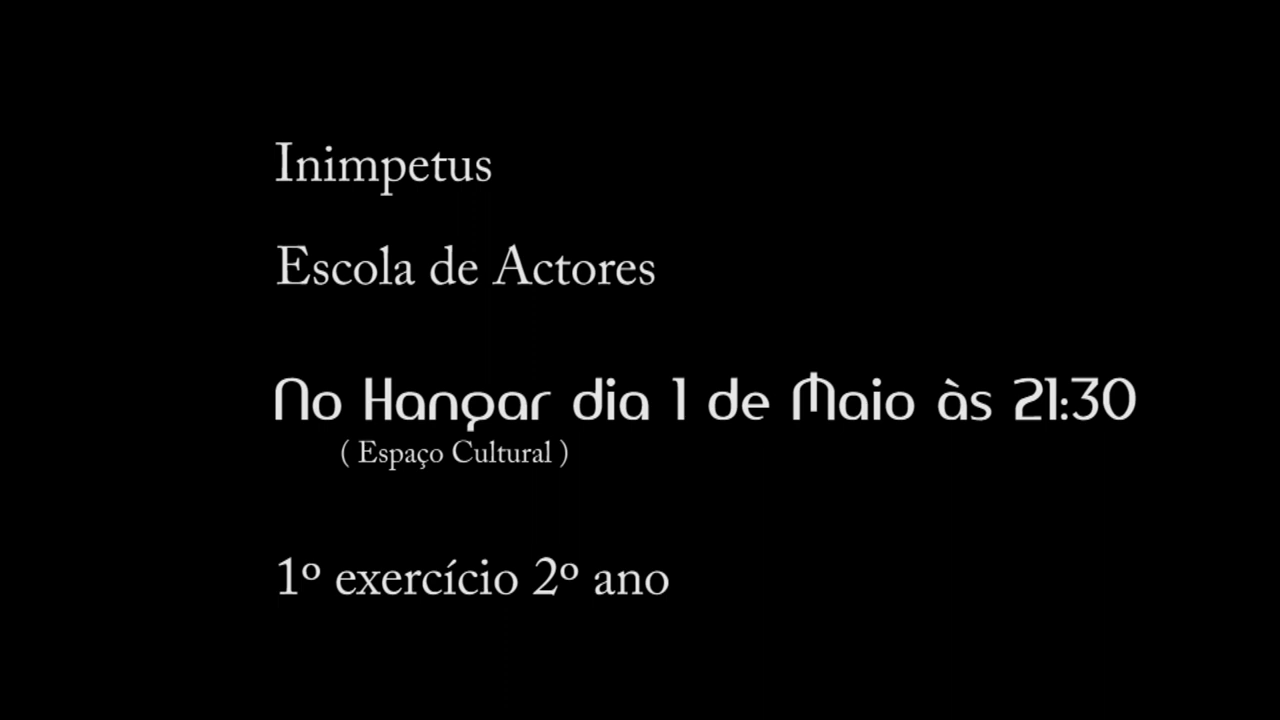 Inimpetus
Escola de Actores
No Hangar dia 1 de Maio às 21:30
( Espaço Cultural )
1º exercício 2º ano